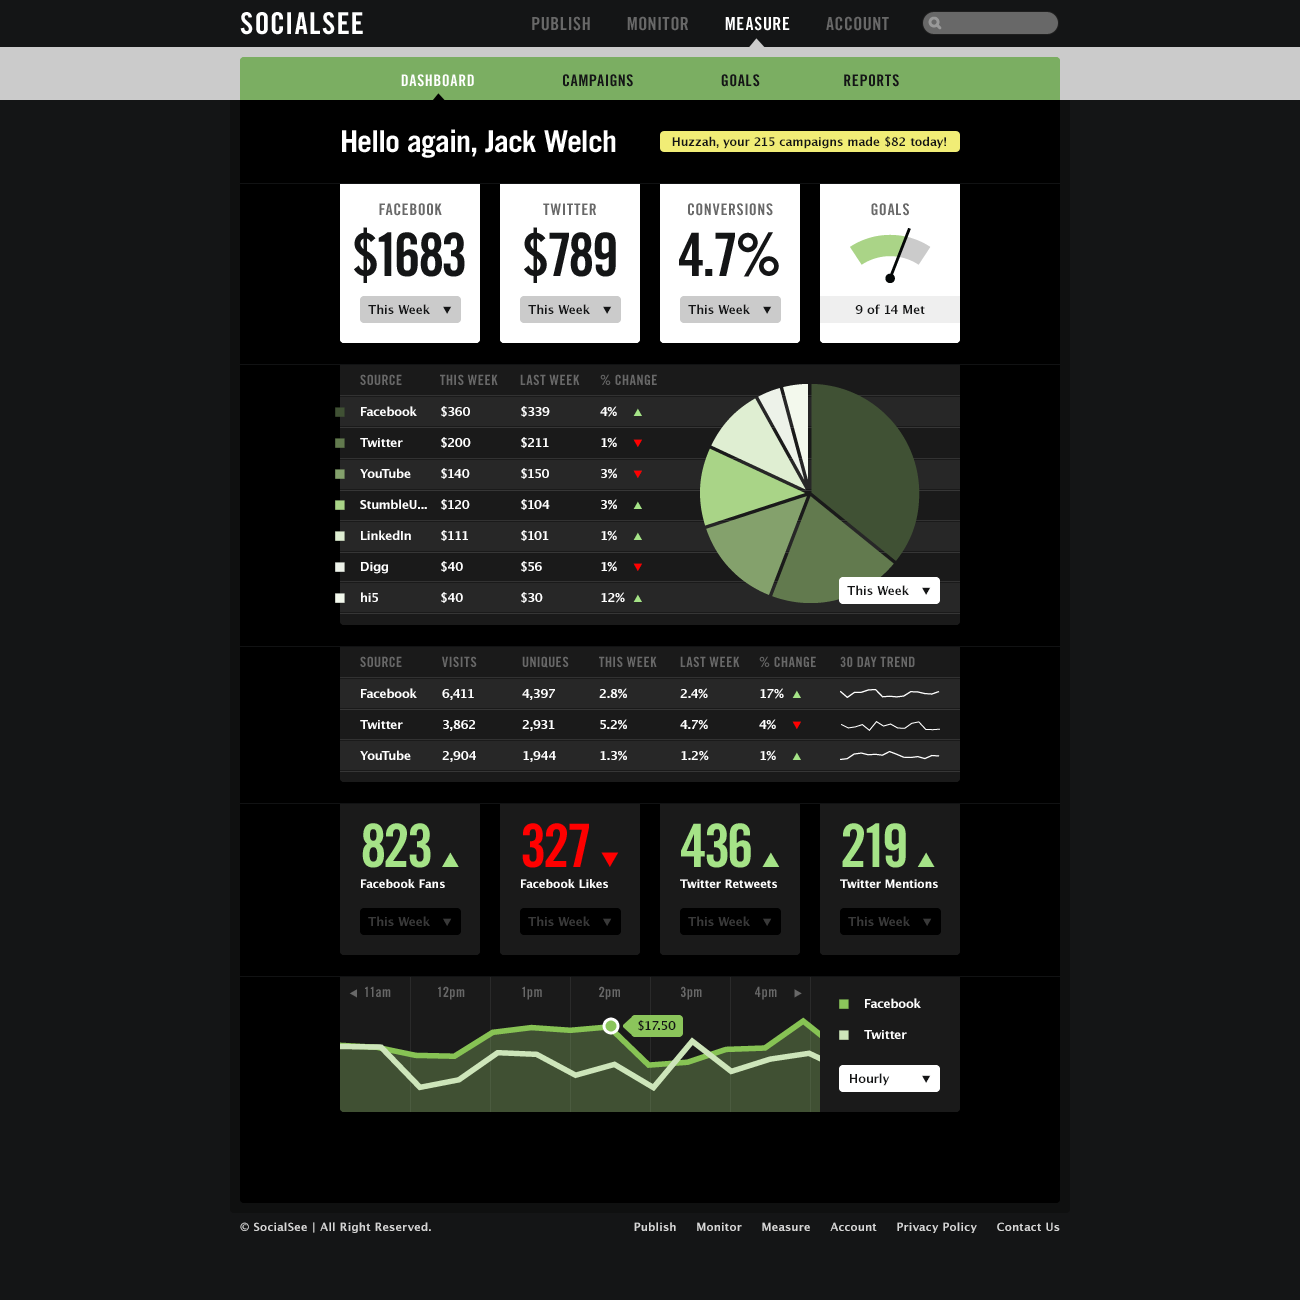 SOCIALSEE PUBLISH MONITOR MEASURE ACCOUNT
DASHBOARD CAMPAIGNS GOALS REPORTS
Hello again, Jack Welch Huzzah, your 215 campaigns made $82 today!
FACEBOOK TWITTER CONVERSIONS GOALS
$1683 $789 4.7%
This Week ▼ This Week ▼ This Week ▼ 9 of 14 Met
SOURCE THIS WEEK LAST WEEK % CHANGE
Facebook $360 $339 4% ▲
Twitter $200 $211 1% ▼
YouTube $140 $150 3% ▼
StumbleU... $120 $104 3% ▲
LinkedIn $111 $101 1% ▲
Digg $40 $56 1% ▼
This Week ▼
hi5 $40 $30 12% ▲
SOURCE VISITS UNIQUES THIS WEEK LAST WEEK % CHANGE 30 DAY TREND
Facebook 6,411 4,397 2.8% 2.4% 17% ▲
Twitter 3,862 2,931 5.2% 4.7% 4% ▼
YouTube 2,904 1,944 1.3% 1.2% 1% ▲
823 ▲ 327 ▼ 436 ▲ 219 ▲
Facebook Fans Facebook Likes Twitter Retweets Twitter Mentions
This Week ▼ This Week ▼ This Week ▼ This Week ▼
◀ 11am 12pm 1pm 2pm 3pm 4pm ▶
Facebook
$17.50
Twitter
Hourly ▼
© SocialSee | All Right Reserved. Publish Monitor Measure Account Privacy Policy Contact Us